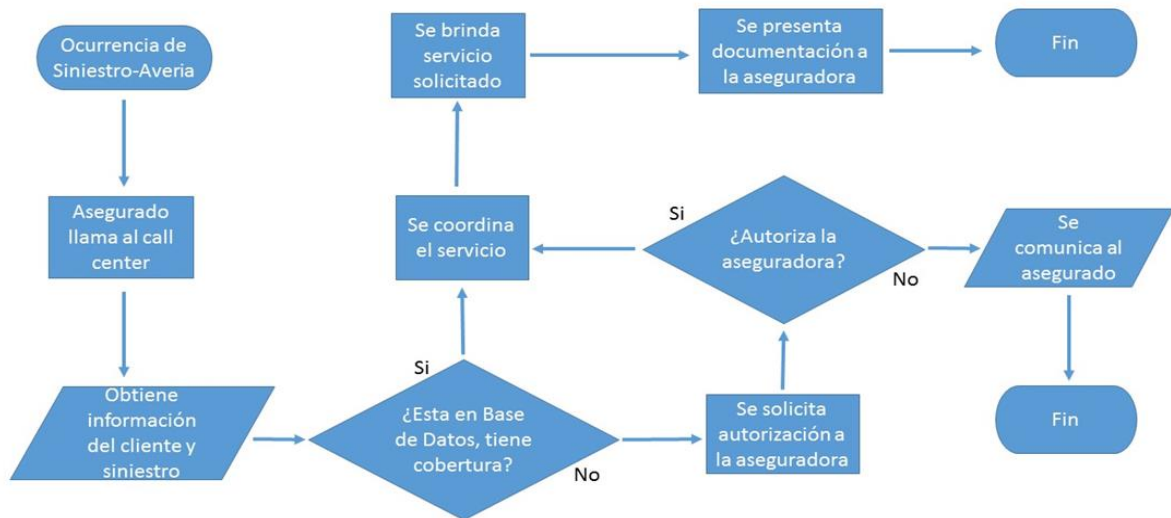 Ocurrencia de
Siniestro-Averia
Asegurado
llama al call
center
Obtiene
información
del cliente y
siniestro
¿Esta en Base
de Datos, tiene
cobertura?
Si
No
Se coordina
el servicio
Se brinda
servicio
solicitado
Se presenta
documentación a
la aseguradora
Fin
Se solicita
autorización a
la aseguradora
¿Autoriza la
aseguradora?
Si
No
Se
comunica al
asegurado
Fin